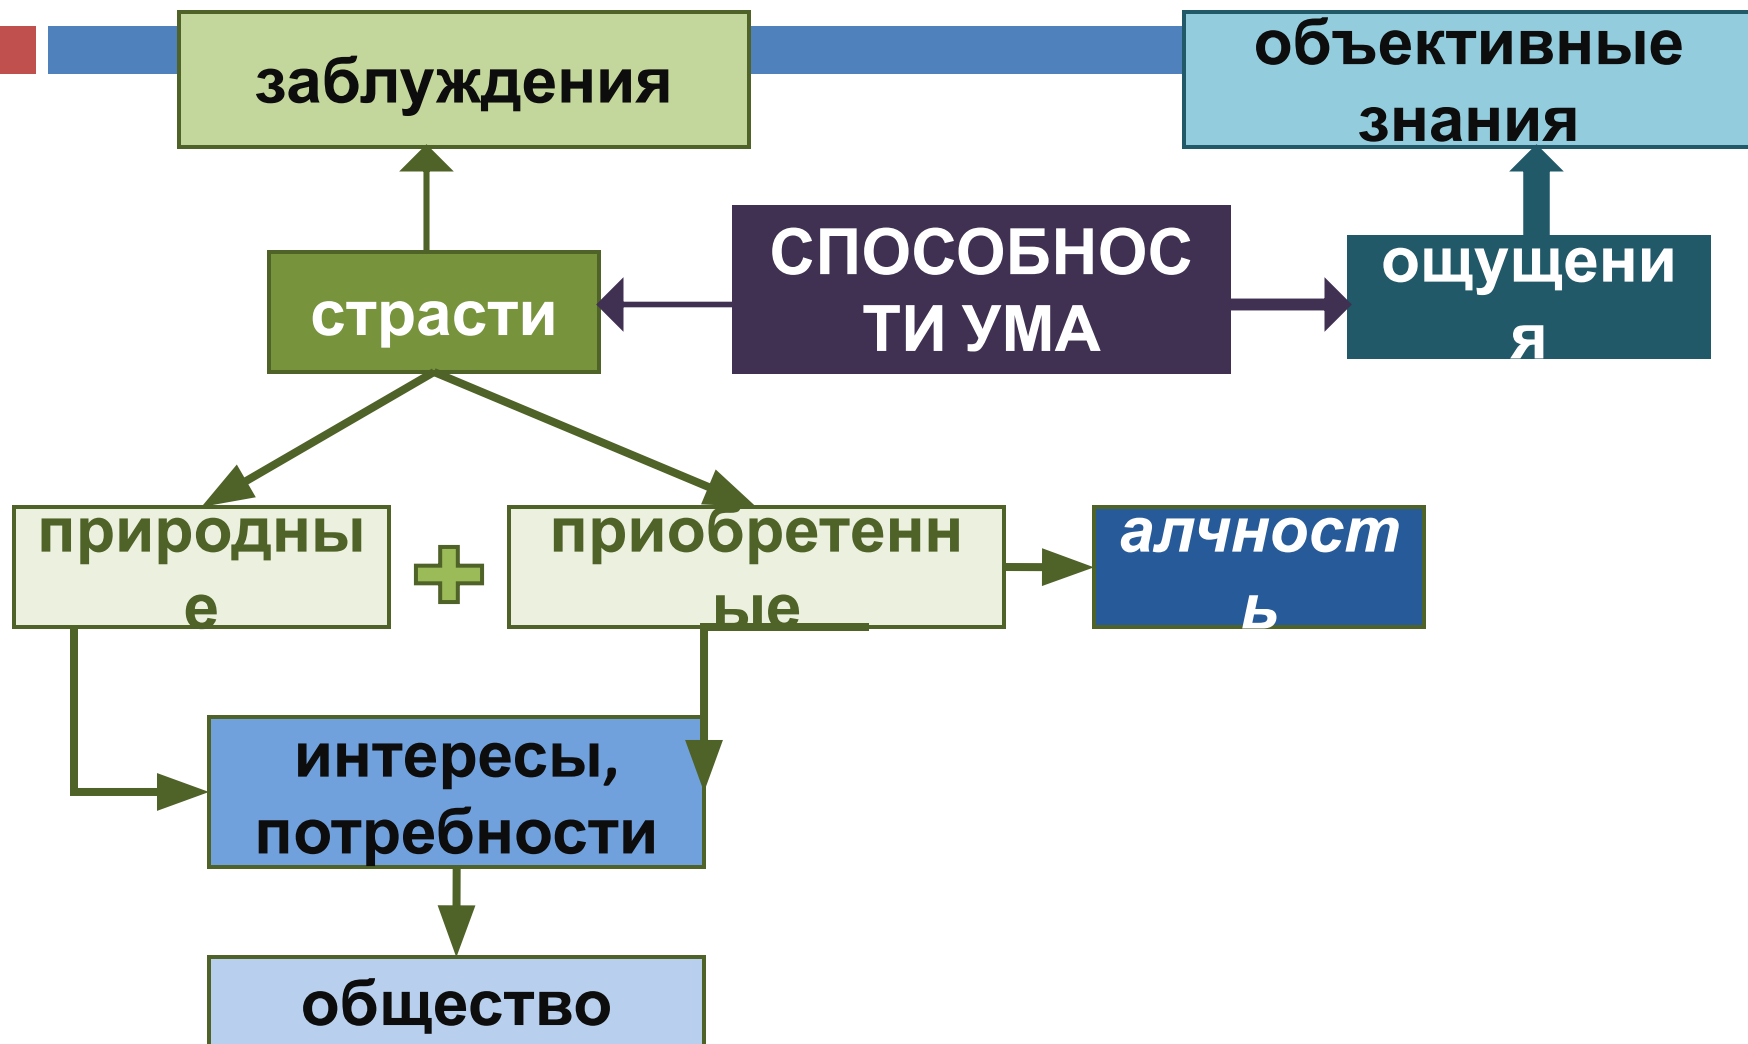 заблуждения
объективные
знания
СПОСОБНОС
ТИ УМА
страсти
ощущени
я
природны
е
приобретенн
ые
алчност
ь
интересы,
потребности
общество